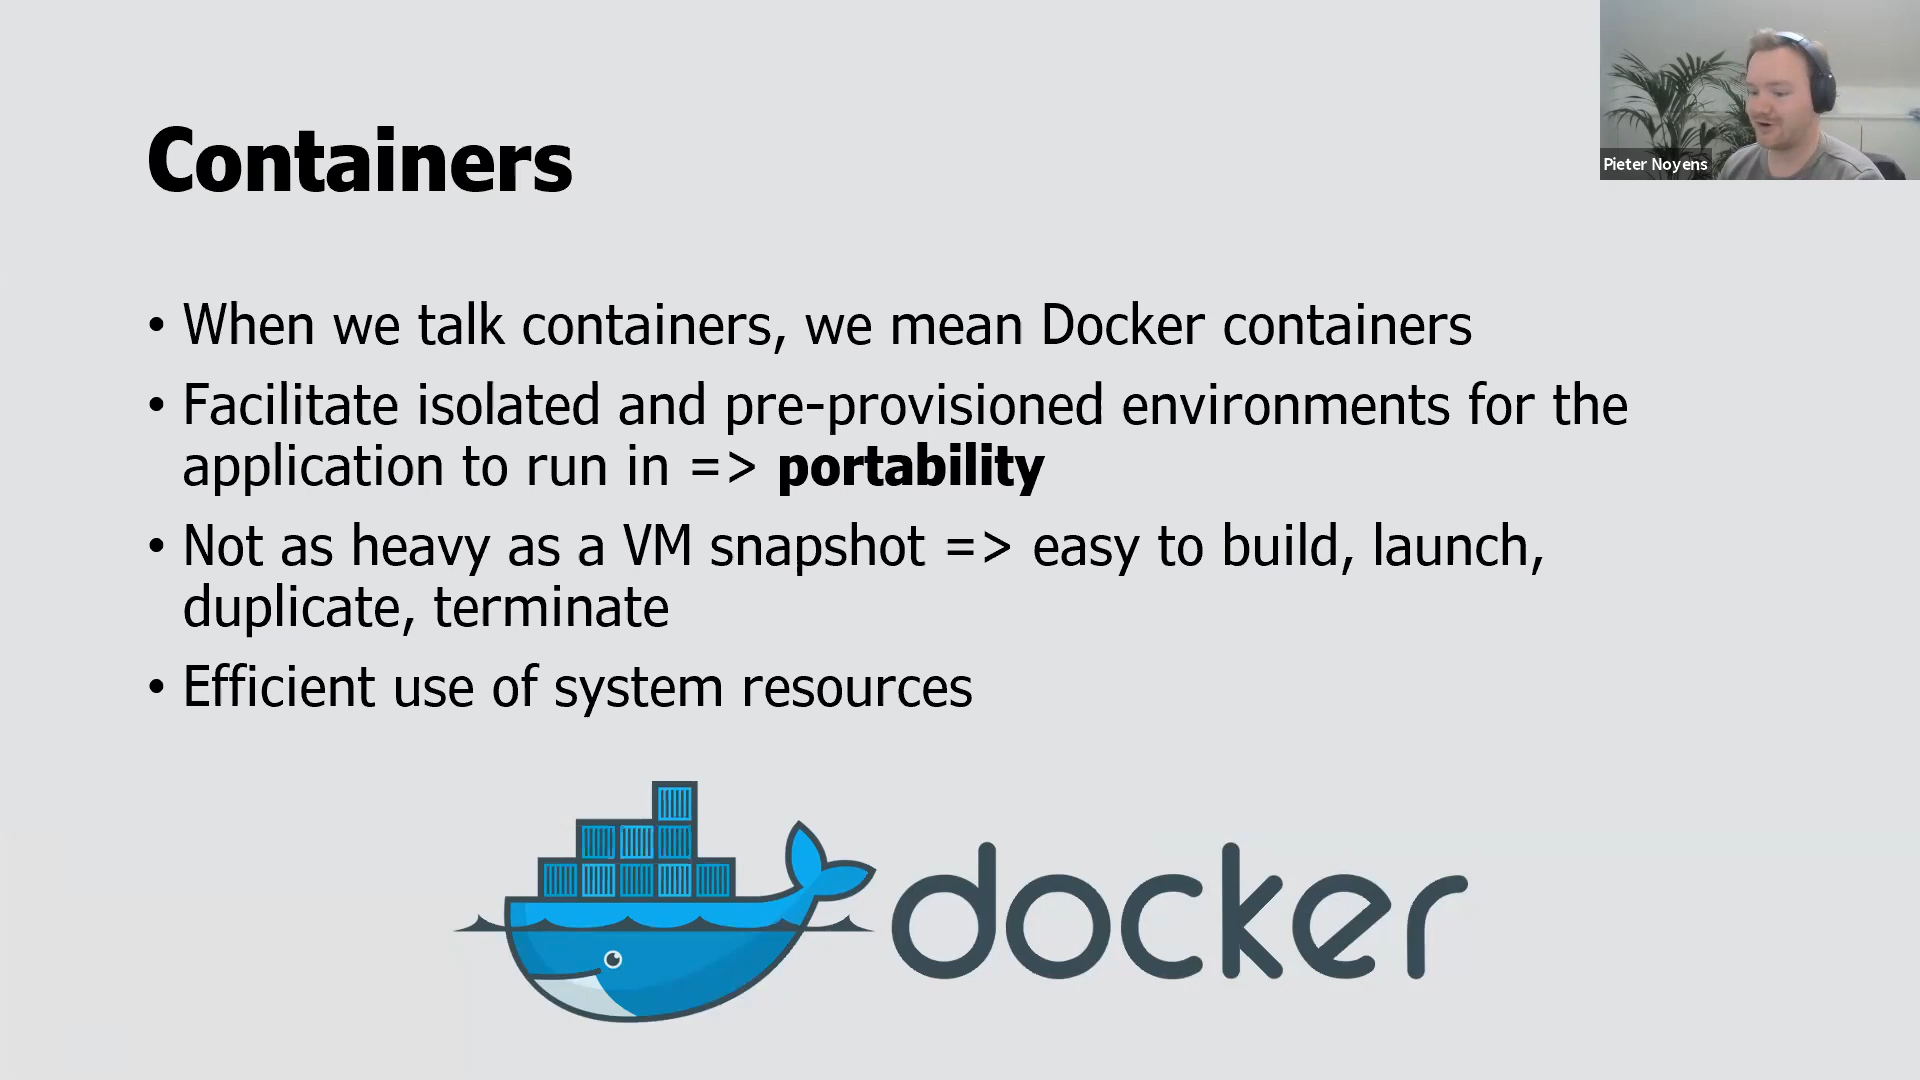 Containers
Pieter Noyens
• When we talk containers, we mean Docker containers
• Facilitate isolated and pre-provisioned environments for the
application to run in => portability
• Not as heavy as a VM snapshot => easy to build, launch,
duplicate, terminate
• Efficient use of system resources
docker